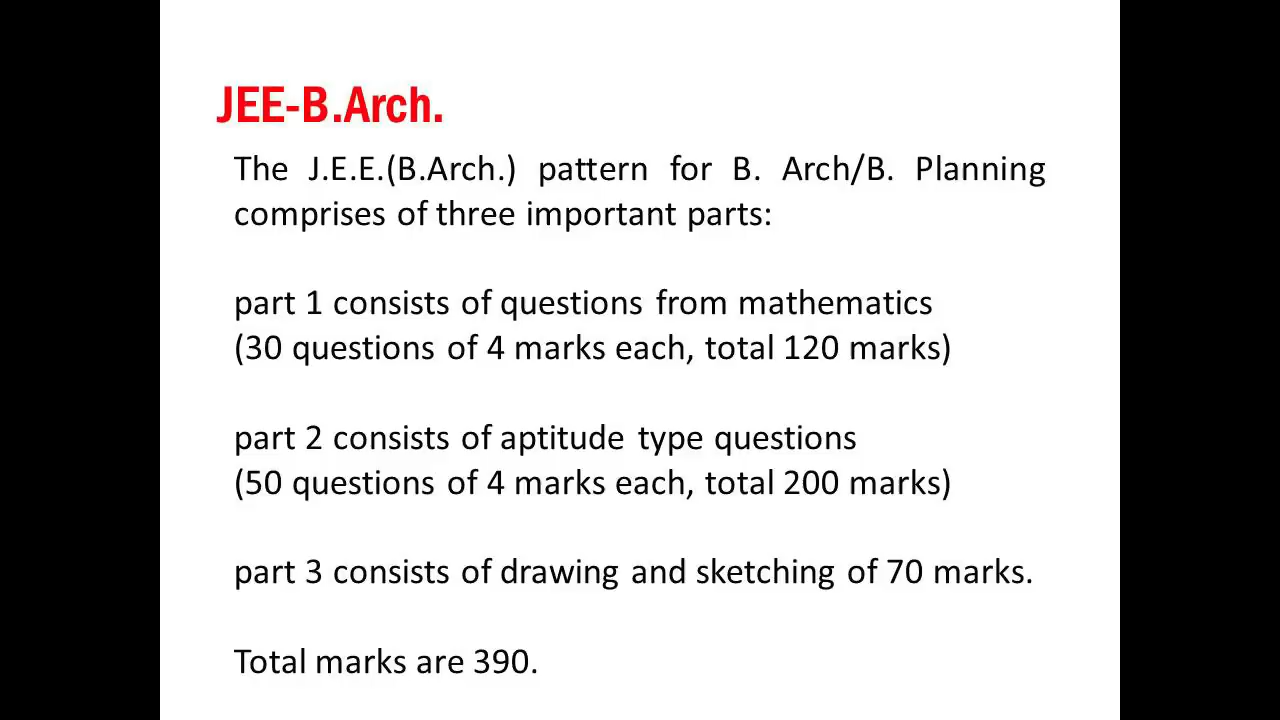 JEE-B.Arch.
The J.E.E.(B.Arch.) pattern for B. Arch/B. Planning
comprises of three important parts:
part 1 consists of questions from mathematics
(30 questions of 4 marks each, total 120 marks)
part 2 consists of aptitude type questions
(50 questions of 4 marks each, total 200 marks)
part 3 consists of drawing and sketching of 70 marks.
Total marks are 390.